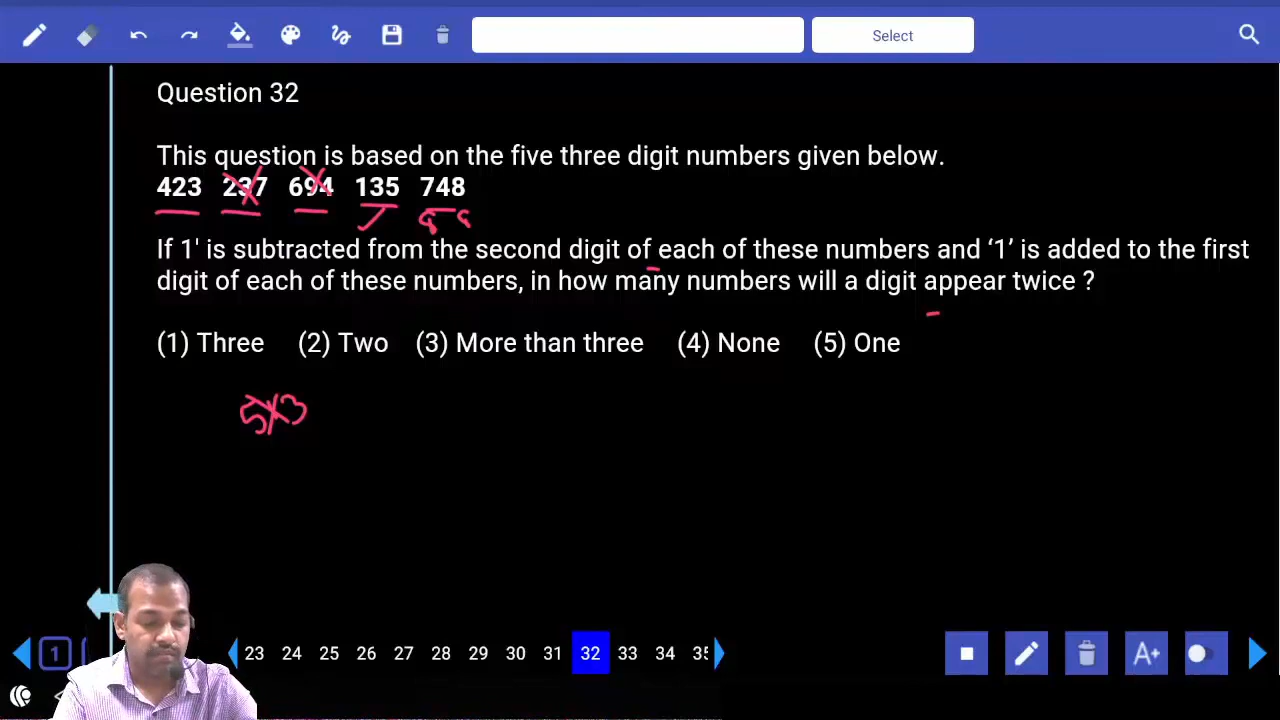 Select
Question 32
This question is based on the five three digit numbers given below.
423 237 694 135 748
8 8
If 1' is subtracted from the second digit of each of these numbers and ‘1’ is added to the first
digit of each of these numbers, in how many numbers will a digit appear twice ?
(1) Three (2) Two (3) More than three (4) None (5) One
1 23 24 25 26 27 28 29 30 31 32 33 34 35 A+